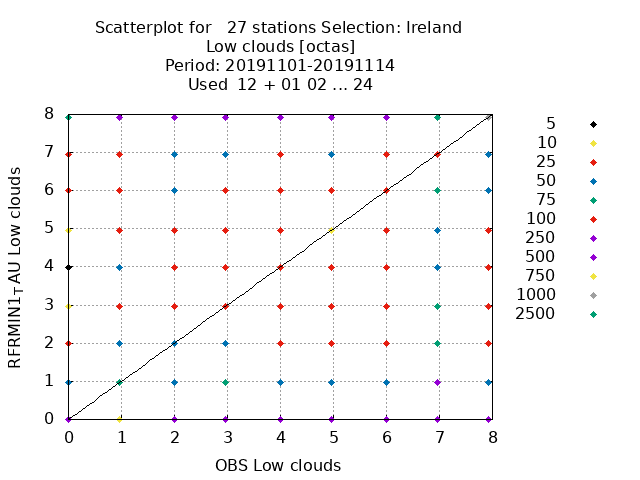 Scatterplot for   27 stations Selection: Ireland
Low clouds [octas]
Period: 20191101-20191114
Used  12 + 01 02 ... 24
8
7
6
5
4
3
2
1
0
RFRMIN1T AU Low clouds
0 1 2 3 4 5 6 7 8
OBS Low clouds
5
10
25
50
75
100
250
500
750
1000
2500